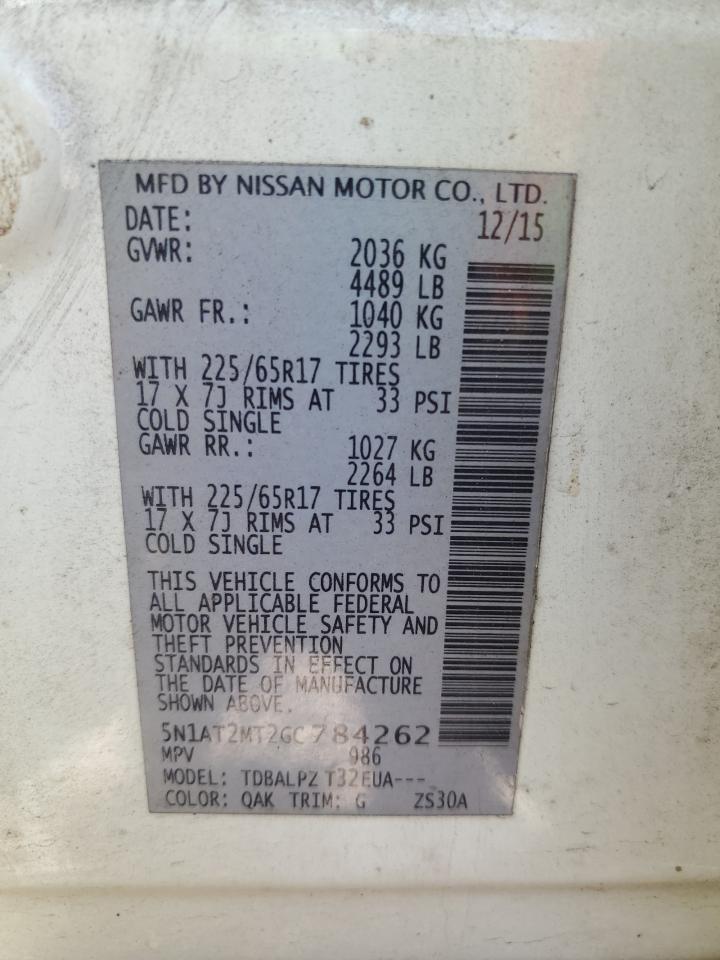 MFD BY NISSAN MOTOR CO., LTD.
DATE: 12/15
GVWR: 2036 KG
4489 LB
GAWR FR.: 1040 KG
2293 LB
WITH 225/65R17 TIRES
17 X 7J RIMS AT 33 PSI
COLD SINGLE
GAWR RR.: 1027 KG
2264 LB
WITH 225/65R17 TIRES
17 X 7J RIMS AT 33 PSI
COLD SINGLE
THIS VEHICLE CONFORMS TO
ALL APPLICABLE FEDERAL
MOTOR VEHICLE SAFETY AND
THEFT PREVENTION
STANDARDS IN EFFECT ON
THE DATE OF MANUFACTURE
SHOWN ABOVE.
5N1AT2MT2GC784262
MPV 986
MODEL: TDBALPZ T32EUA---
COLOR: QAK TRIM: G ZS30A